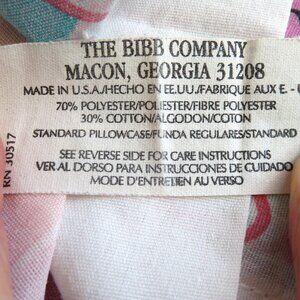 THE BIBB COMPANY
MACON, GEORGIA 31208
MADE IN U.S.A./HECHO EN EE.UU./FABRIQUE AUX E. - U
70% POLYESTER/POLIESTER/FIBRE POLYESTER
30% COTTON/ALGODON/COTON
STANDARD PILLOWCASE/FUNDA REGULARES/STANDARD
SEE REVERSE SIDE FOR CARE INSTRUCTIONS
VER AL DORSO PARA INSTRUCCIONES DE CUIDADO
MODE D'ENTRETIEN AU VERSO
RN 30517